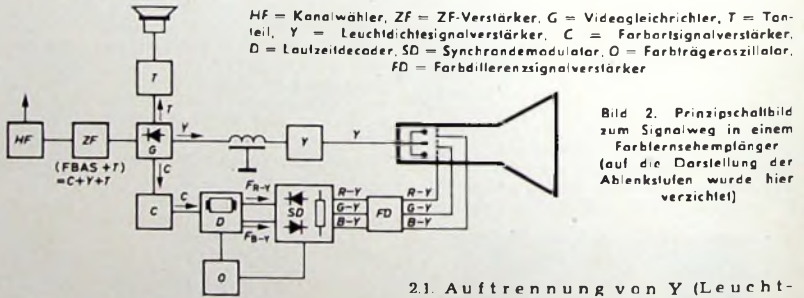 HF = Kanalwähler, ZF = ZF-Verstärker, G = Videogleichrichter, T = Ton-
teil, Y = Leuchtdichtesignalverstärker, C = Farbartsignalverstärker,
D = Laufzeitdecoder, SD = Synchrondemodulator, O = Farbträgeroszillator,
FD = Farbdifferenzsignalverstärker
T
T
HF
ZF
G
Y
Y
Y
(FBAS + T)
= C+Y+T
C
C
C
D
F R-Y
F B-Y
SD
R-Y
G-Y
B-Y
FD
R-Y
G-Y
B-Y
O
Bild 2. Prinzipschaltbild
zum Signalweg in einem
Farbfernsehempfänger
(auf die Darstellung der
Ablenkstufen wurde hier
verzichtet)
2.1. Auftrennung von Y (Leucht-